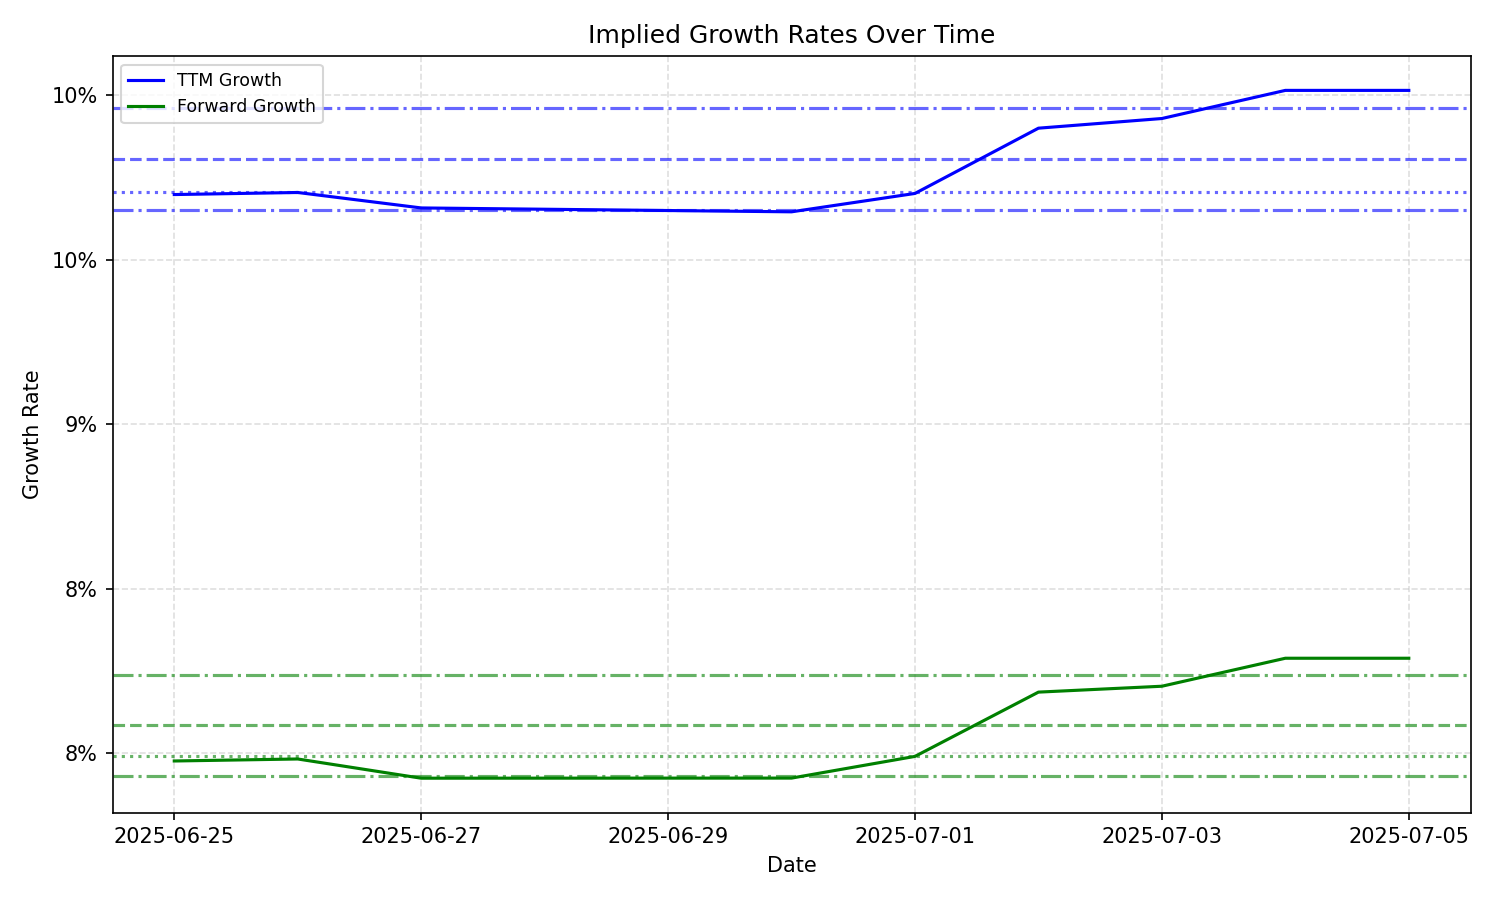 Implied Growth Rates Over Time
TTM Growth
Forward Growth
10%
10%
9%
8%
8%
Growth Rate
2025-06-25
2025-06-27
2025-06-29
2025-07-01
2025-07-03
2025-07-05
Date